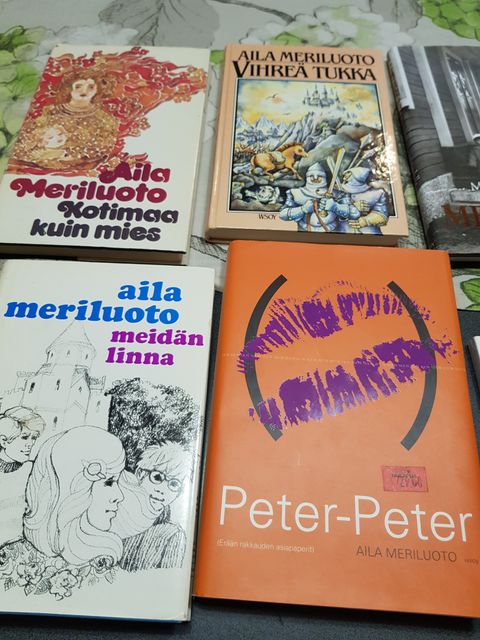 Aila
Meriluoto
Kotimaa
kuin mies
AILA MERILUOTO
VIHREÄ TUKKA
WSOY
aila
meriluoto
meidän
linna
Peter-Peter
(Erään rakkauden asiapaperit)
AILA MERILUOTO
WSOY